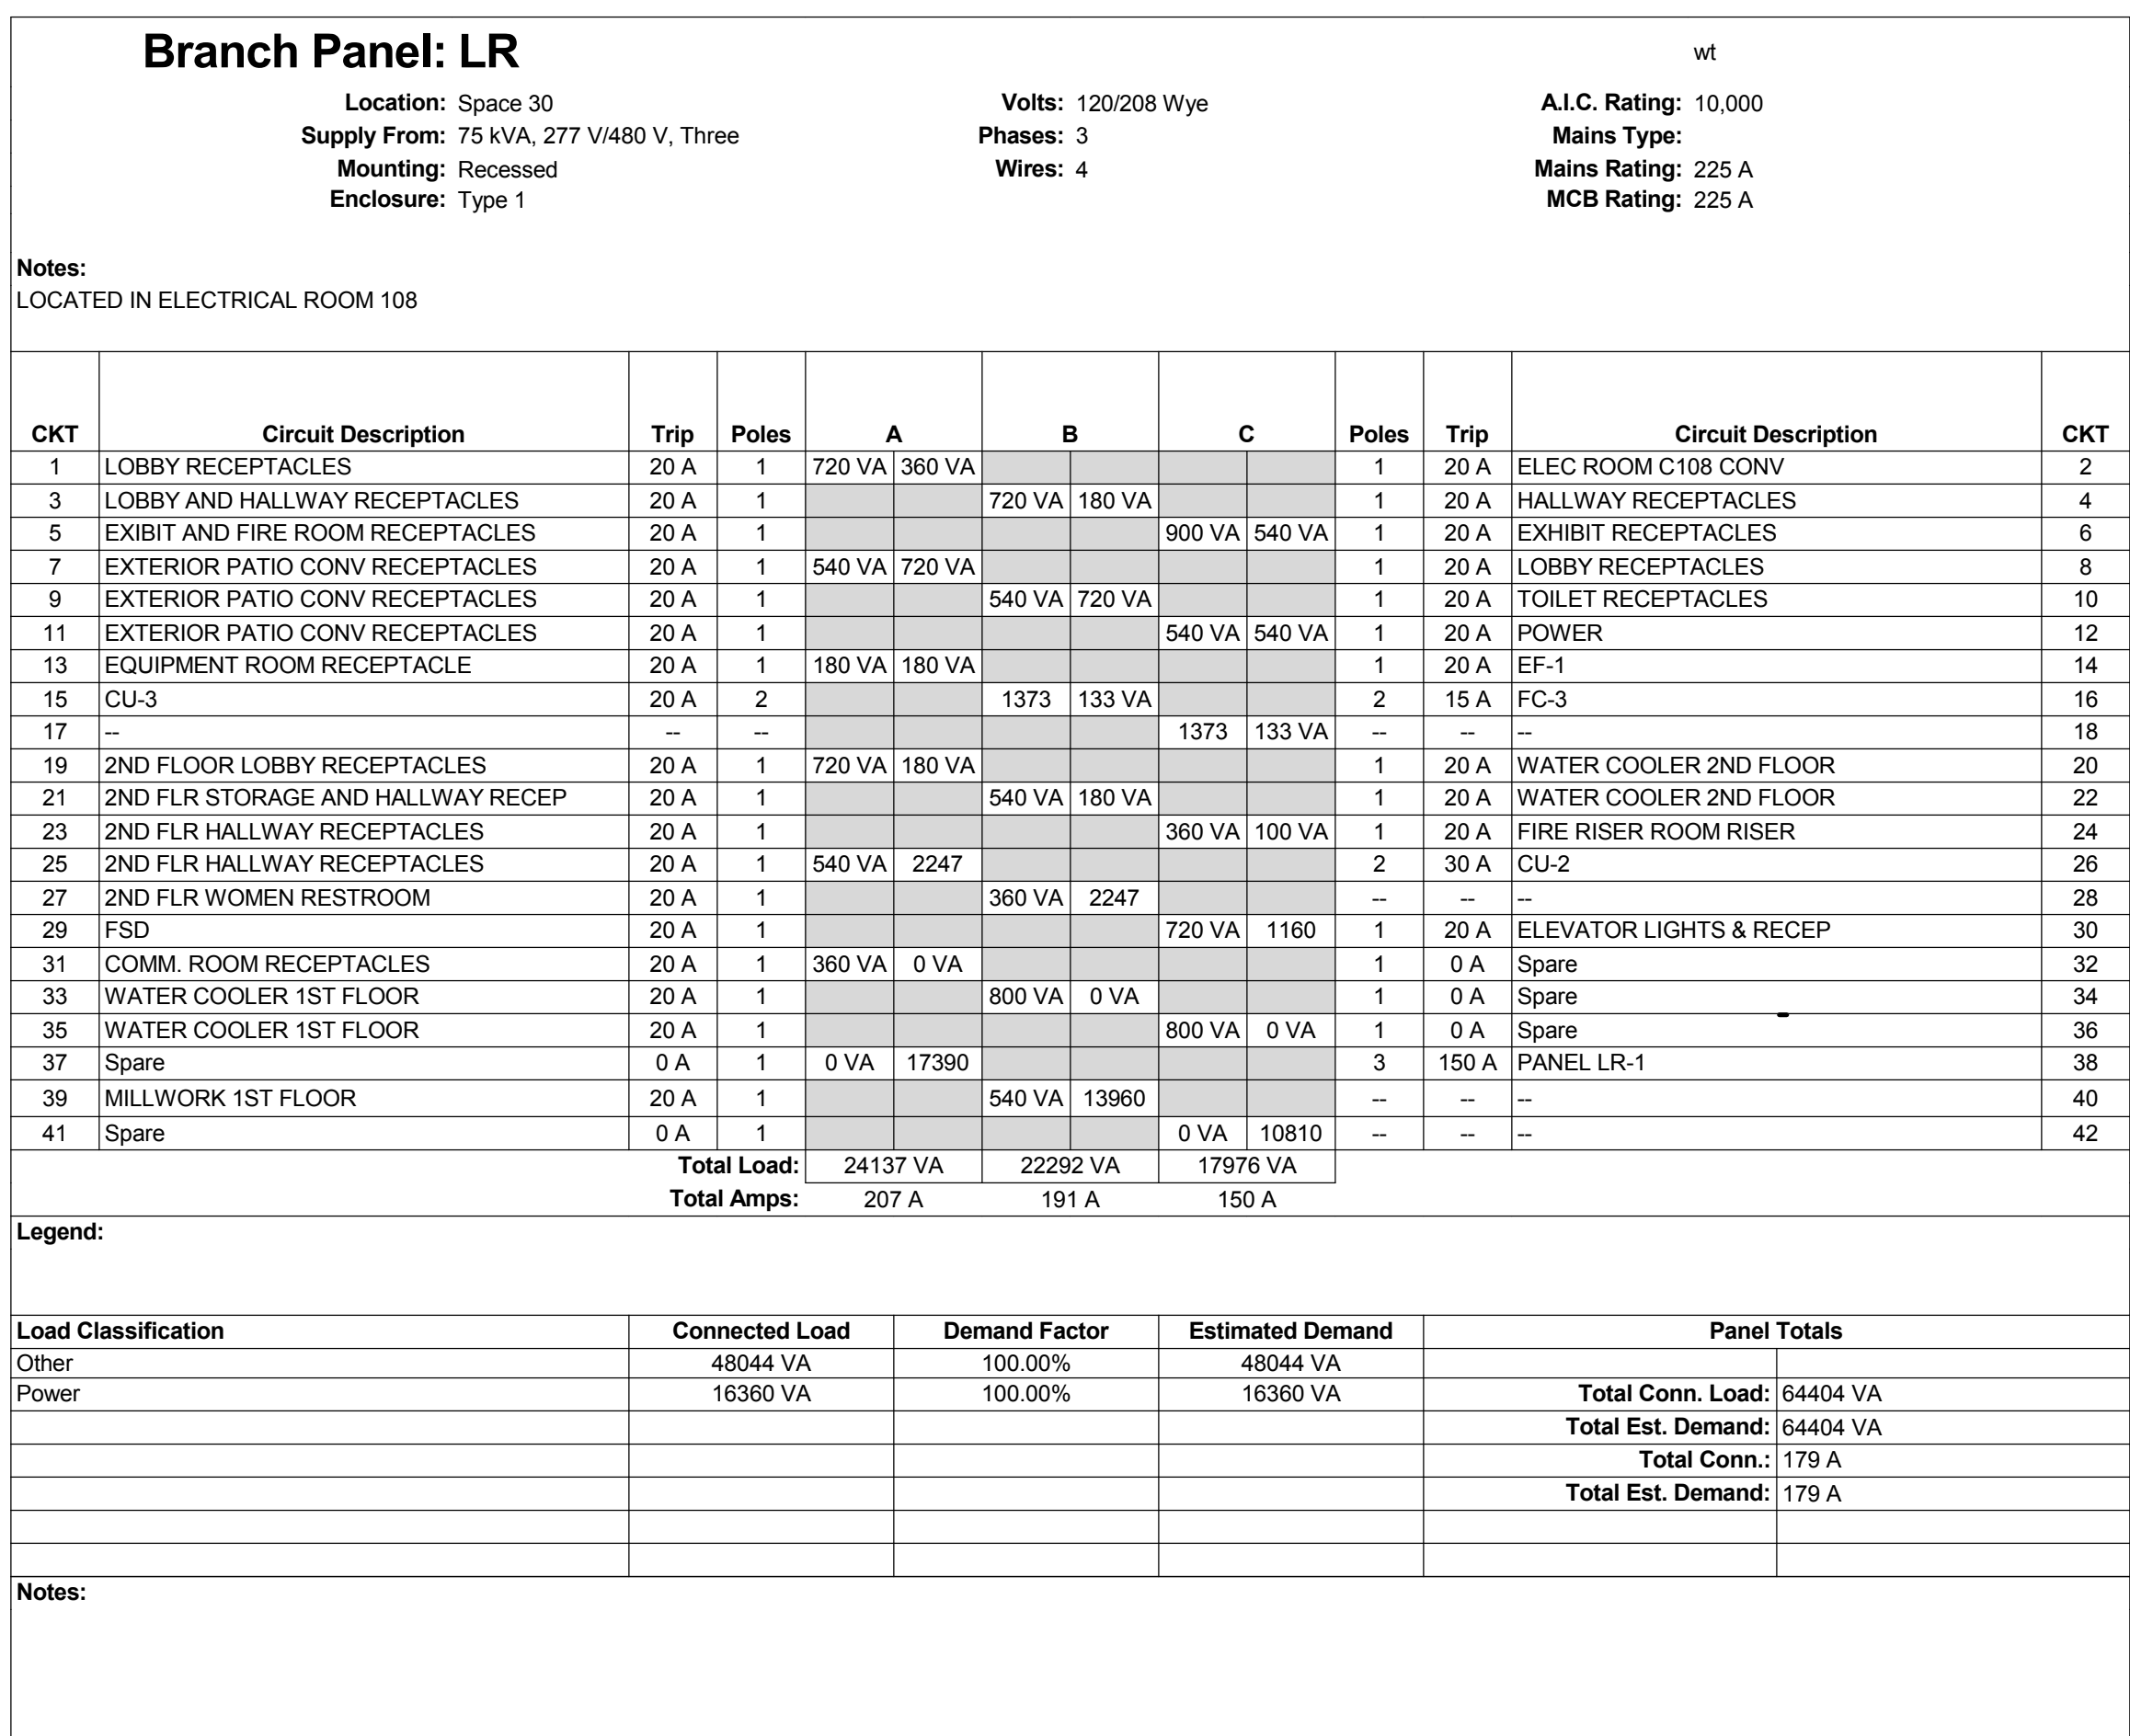 Branch Panel: LR
wt
Location: Space 30 Volts: 120/208 Wye A.I.C. Rating: 10,000
Supply From: 75 kVA, 277 V/480 V, Three Phases: 3 Mains Type:
Mounting: Recessed Wires: 4 Mains Rating: 225 A
Enclosure: Type 1 MCB Rating: 225 A
Notes:
LOCATED IN ELECTRICAL ROOM 108
CKT Circuit Description Trip Poles A B C Poles Trip Circuit Description CKT
1 LOBBY RECEPTACLES 20 A 1 720 VA 360 VA 1 20 A ELEC ROOM C108 CONV 2
3 LOBBY AND HALLWAY RECEPTACLES 20 A 1 720 VA 180 VA 1 20 A HALLWAY RECEPTACLES 4
5 EXIBIT AND FIRE ROOM RECEPTACLES 20 A 1 900 VA 540 VA 1 20 A EXHIBIT RECEPTACLES 6
7 EXTERIOR PATIO CONV RECEPTACLES 20 A 1 540 VA 720 VA 1 20 A LOBBY RECEPTACLES 8
9 EXTERIOR PATIO CONV RECEPTACLES 20 A 1 540 VA 720 VA 1 20 A TOILET RECEPTACLES 10
11 EXTERIOR PATIO CONV RECEPTACLES 20 A 1 540 VA 540 VA 1 20 A POWER 12
13 EQUIPMENT ROOM RECEPTACLE 20 A 1 180 VA 180 VA 1 20 A EF-1 14
15 CU-3 20 A 2 1373 133 VA 2 15 A FC-3 16
17 -- -- -- 1373 133 VA -- -- -- 18
19 2ND FLOOR LOBBY RECEPTACLES 20 A 1 720 VA 180 VA 1 20 A WATER COOLER 2ND FLOOR 20
21 2ND FLR STORAGE AND HALLWAY RECEP 20 A 1 540 VA 180 VA 1 20 A WATER COOLER 2ND FLOOR 22
23 2ND FLR HALLWAY RECEPTACLES 20 A 1 360 VA 100 VA 1 20 A FIRE RISER ROOM RISER 24
25 2ND FLR HALLWAY RECEPTACLES 20 A 1 540 VA 2247 2 30 A CU-2 26
27 2ND FLR WOMEN RESTROOM 20 A 1 360 VA 2247 -- -- -- 28
29 FSD 20 A 1 720 VA 1160 1 20 A ELEVATOR LIGHTS & RECEP 30
31 COMM. ROOM RECEPTACLES 20 A 1 360 VA 0 VA 1 0 A Spare 32
33 WATER COOLER 1ST FLOOR 20 A 1 800 VA 0 VA 1 0 A Spare 34
35 WATER COOLER 1ST FLOOR 20 A 1 800 VA 0 VA 1 0 A Spare 36
37 Spare 0 A 1 0 VA 17390 3 150 A PANEL LR-1 38
39 MILLWORK 1ST FLOOR 20 A 1 540 VA 13960 -- -- -- 40
41 Spare 0 A 1 0 VA 10810 -- -- -- 42
Total Load: 24137 VA 22292 VA 17976 VA
Total Amps: 207 A 191 A 150 A
Legend:
Load Classification Connected Load Demand Factor Estimated Demand Panel Totals
Other 48044 VA 100.00% 48044 VA
Power 16360 VA 100.00% 16360 VA Total Conn. Load: 64404 VA
Total Est. Demand: 64404 VA
Total Conn.: 179 A
Total Est. Demand: 179 A
Notes: